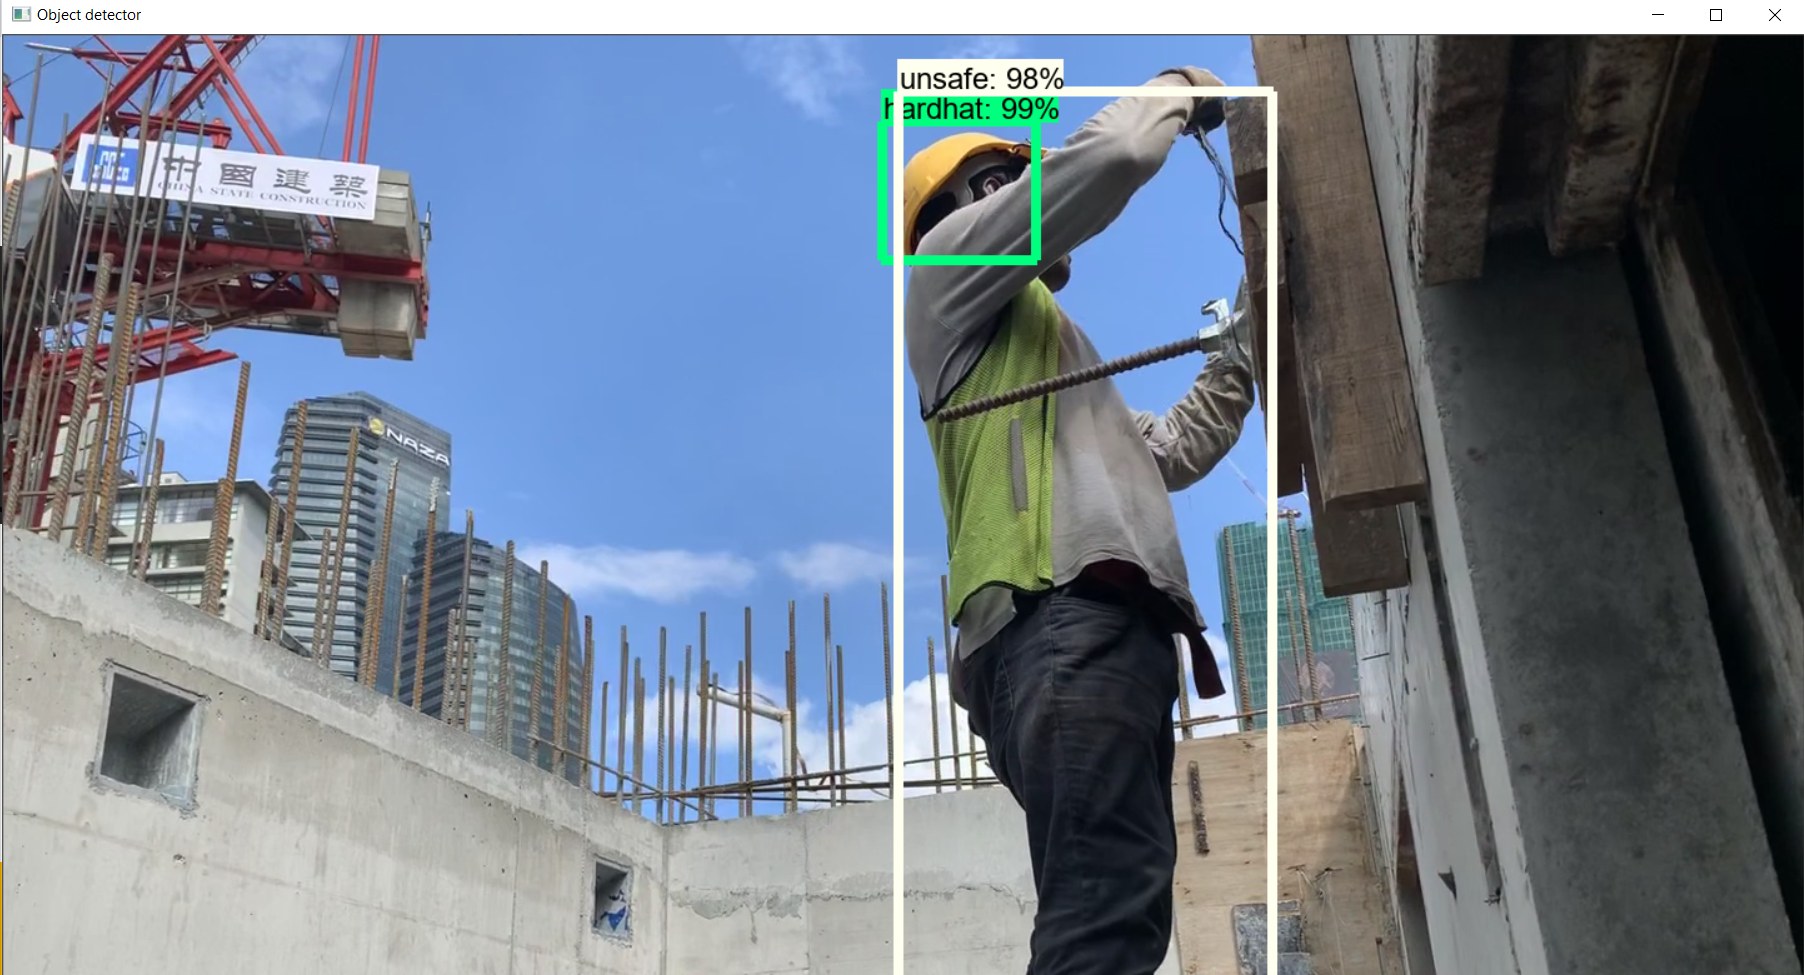 Object detector
unsafe: 98%
hardhat: 99%
中國建築
CHINA STATE CONSTRUCTION
NAZA